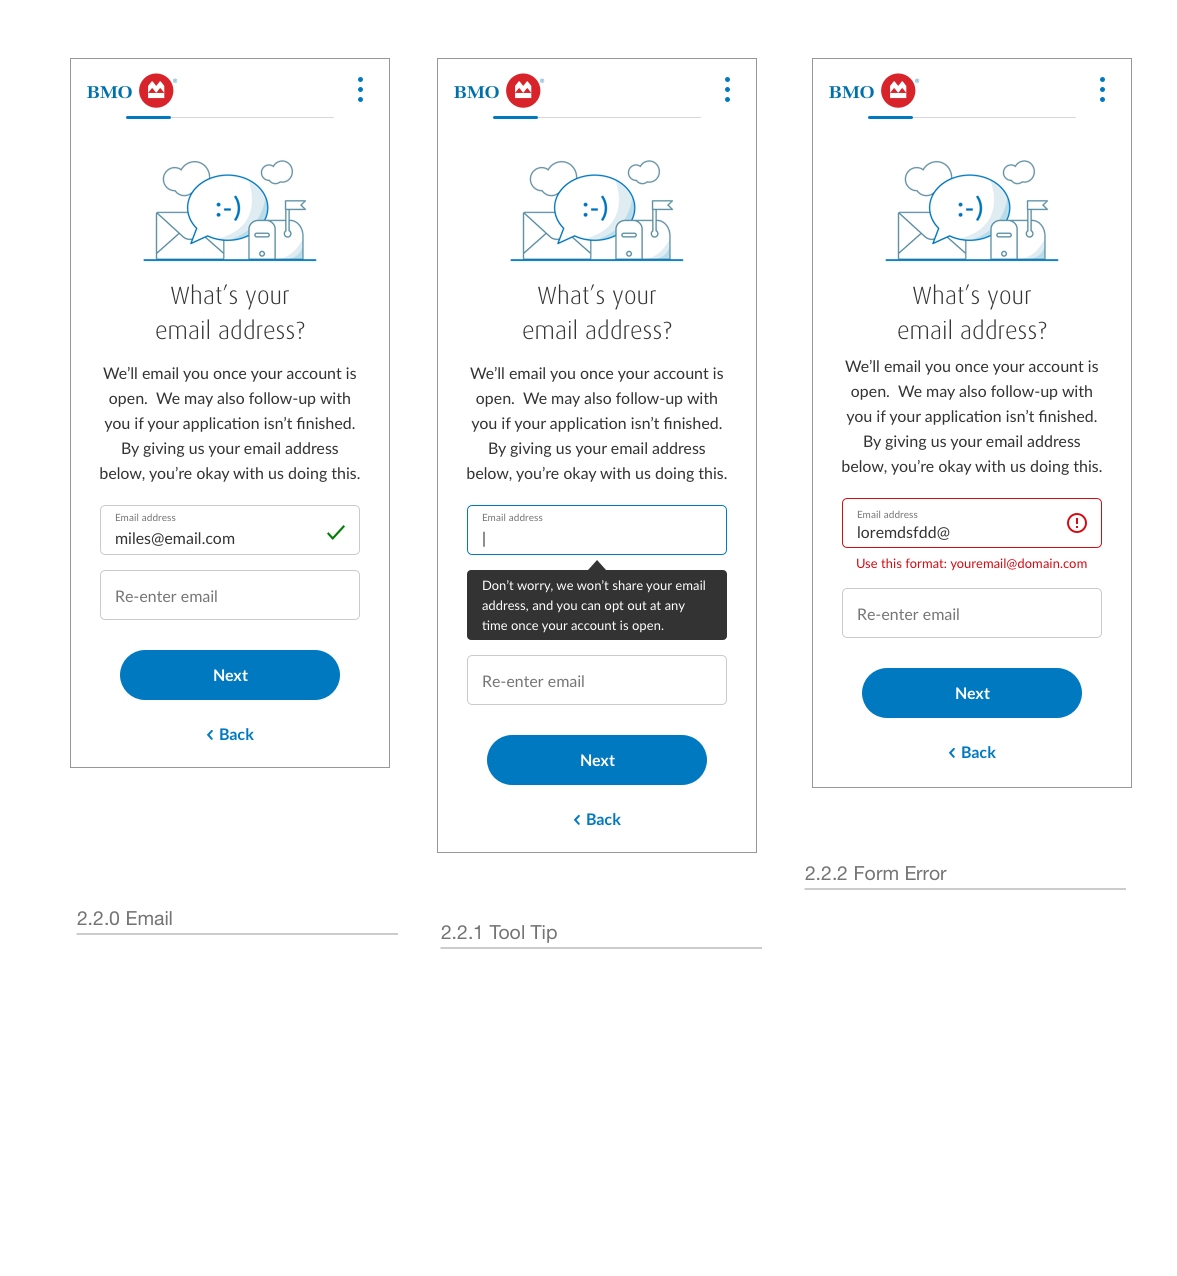 BMO
What's your
email address?
We'll email you once your account is
open.  We may also follow-up with
you if your application isn't finished.
By giving us your email address
below, you're okay with us doing this.
Email address
miles@email.com
Re-enter email
Next
Back
2.2.0 Email
BMO
What's your
email address?
We'll email you once your account is
open.  We may also follow-up with
you if your application isn't finished.
By giving us your email address
below, you're okay with us doing this.
Email address
Don't worry, we won't share your email
address, and you can opt out at any
time once your account is open.
Re-enter email
Next
Back
2.2.1 Tool Tip
BMO
What's your
email address?
We'll email you once your account is
open.  We may also follow-up with
you if your application isn't finished.
By giving us your email address
below, you're okay with us doing this.
Email address
loremdsfdd@
Use this format: youremail@domain.com
Re-enter email
Next
Back
2.2.2 Form Error